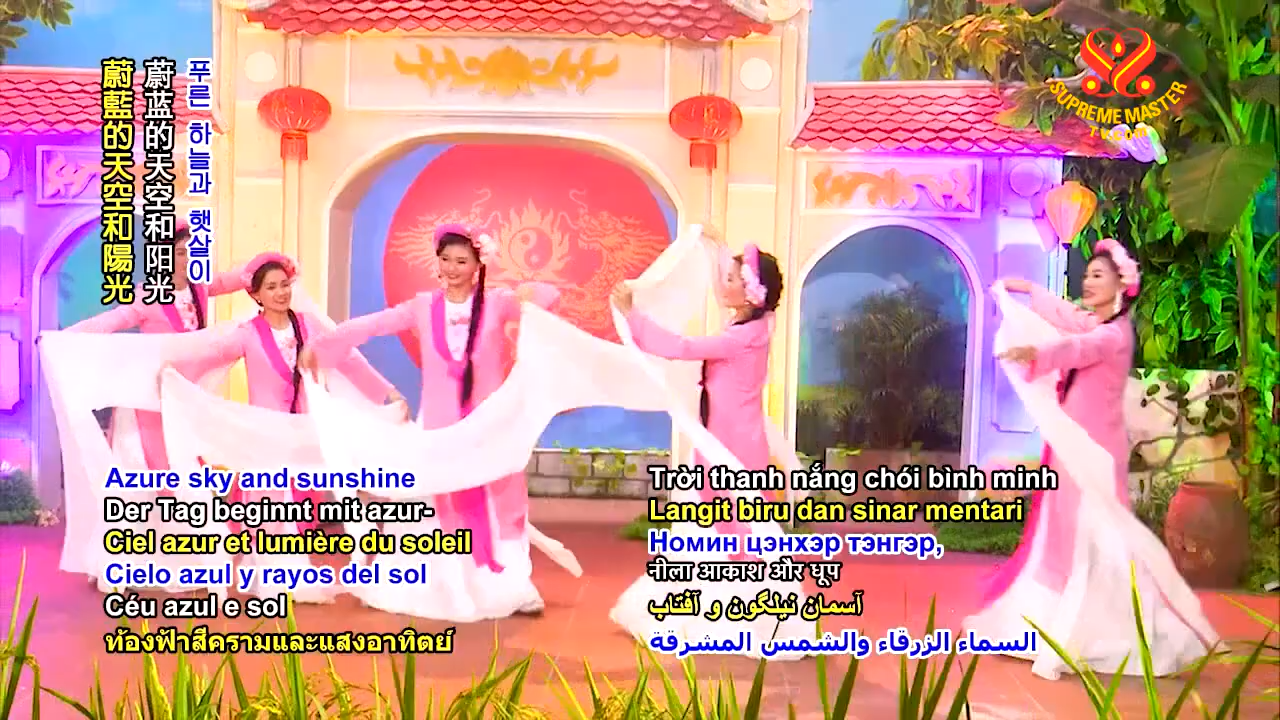 푸른 하늘과 햇살이
蔚蓝的天空和阳光
蔚藍的天空和陽光
SUPREME MASTER
TV.com
Azure sky and sunshine
Der Tag beginnt mit azur-
Ciel azur et lumière du soleil
Cielo azul y rayos del sol
Céu azul e sol
ท้องฟ้าสีครามและแสงอาทิตย์
Trời thanh nắng chói bình minh
Langit biru dan sinar mentari
Номин цэнхэр тэнгэр,
नीला आकाश और धूप
آسمان نیلگون و آفتاب
السماء الزرقاء والشمس المشرقة